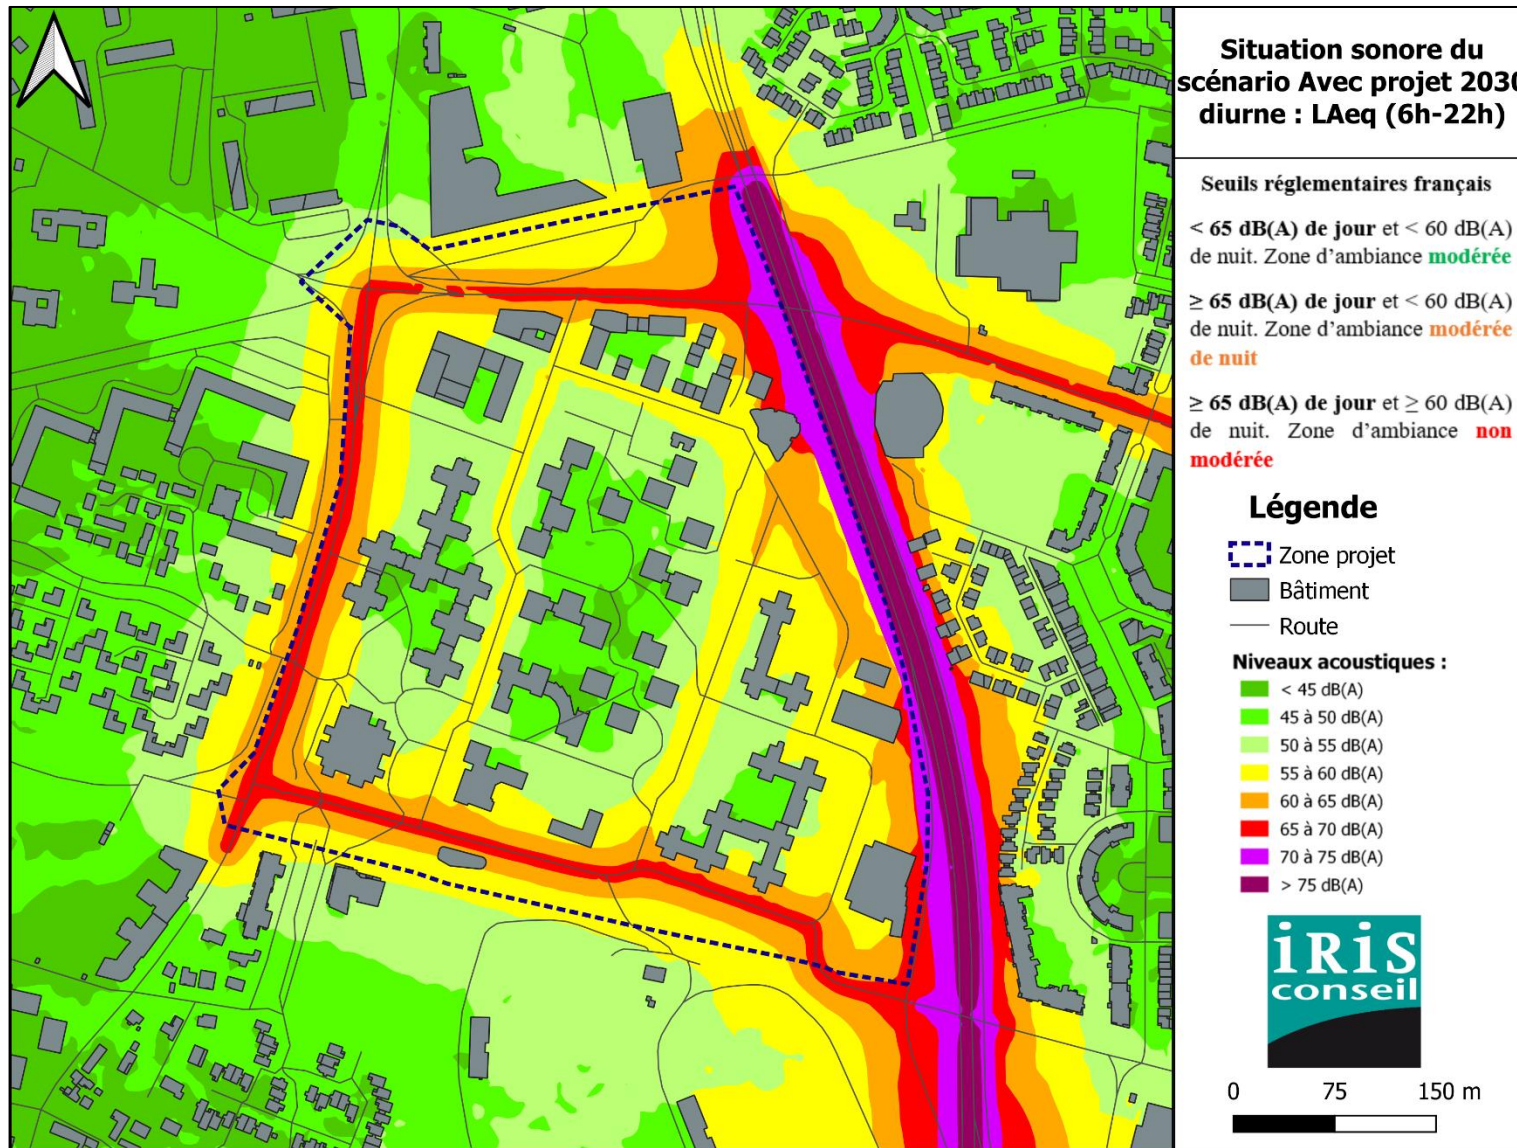 Situation sonore du
scénario Avec projet 2030
diurne : LAeq (6h-22h)
Seuils réglementaires français
< 65 dB(A) de jour et < 60 dB(A)
de nuit. Zone d'ambiance modérée
≥ 65 dB(A) de jour et < 60 dB(A)
de nuit. Zone d'ambiance modérée
de nuit
≥ 65 dB(A) de jour et ≥ 60 dB(A)
de nuit. Zone d'ambiance non
modérée
Légende
Zone projet
Bâtiment
Route
Niveaux acoustiques :
< 45 dB(A)
45 à 50 dB(A)
50 à 55 dB(A)
55 à 60 dB(A)
60 à 65 dB(A)
65 à 70 dB(A)
70 à 75 dB(A)
> 75 dB(A)
iRiS
conseil
0 75 150 m